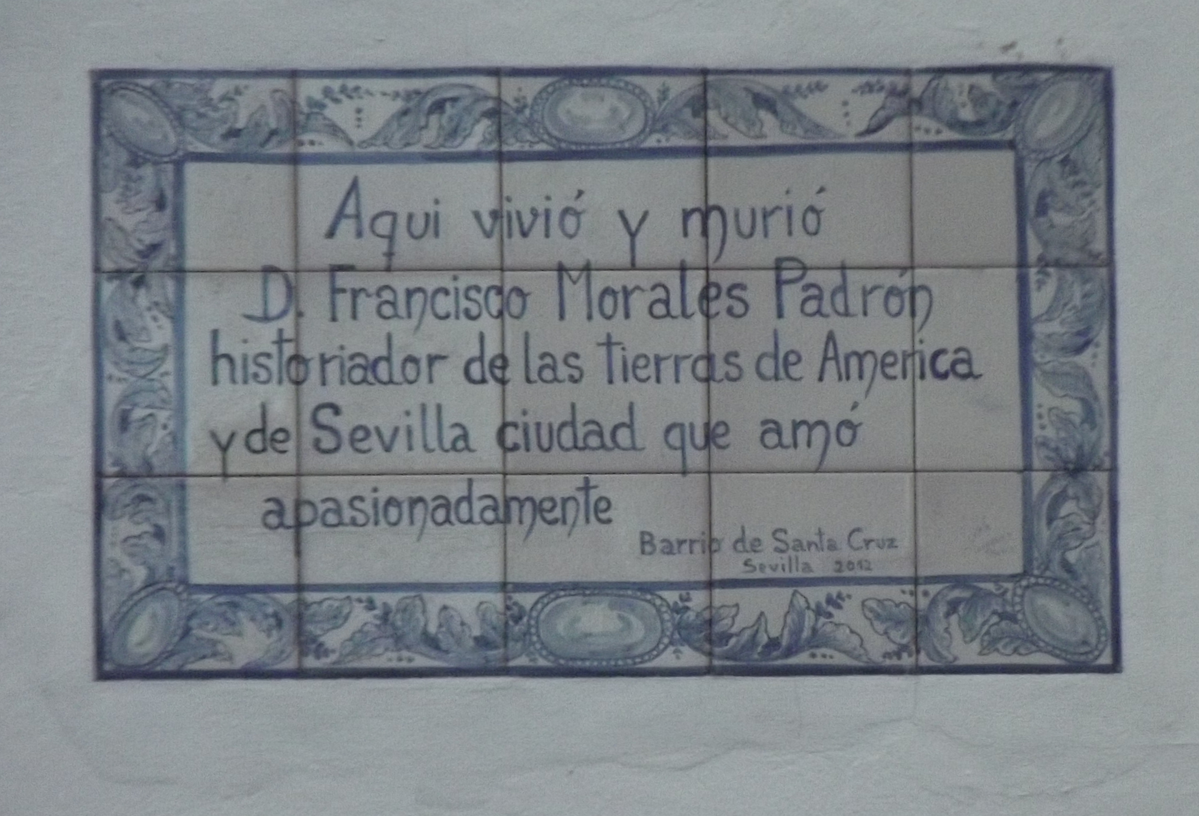 Aqui vivió y murió
D. Francisco Morales Padrón
historiador de las tierras de America
y de Sevilla ciudad que amó
apasionadamente
Barrio de Santa Cruz
Sevilla 2012